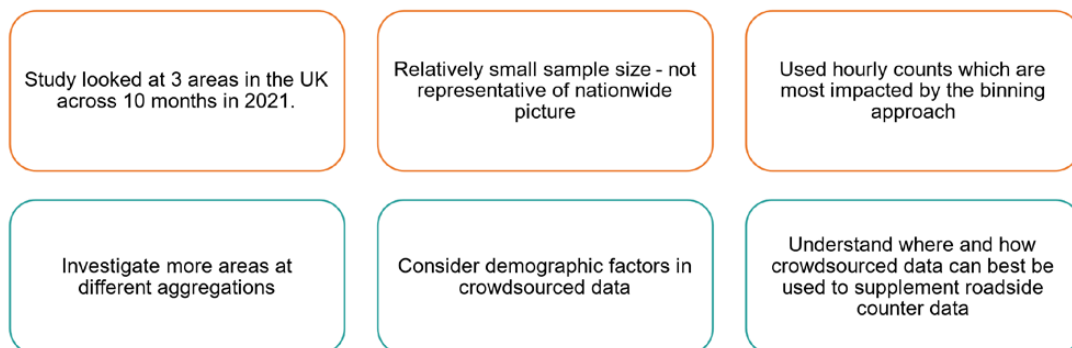 Study looked at 3 areas in the UK
across 10 months in 2021.
Relatively small sample size - not
representative of nationwide
picture
Used hourly counts which are
most impacted by the binning
approach
Investigate more areas at
different aggregations
Consider demographic factors in
crowdsourced data
Understand where and how
crowdsourced data can best be
used to supplement roadside
counter data